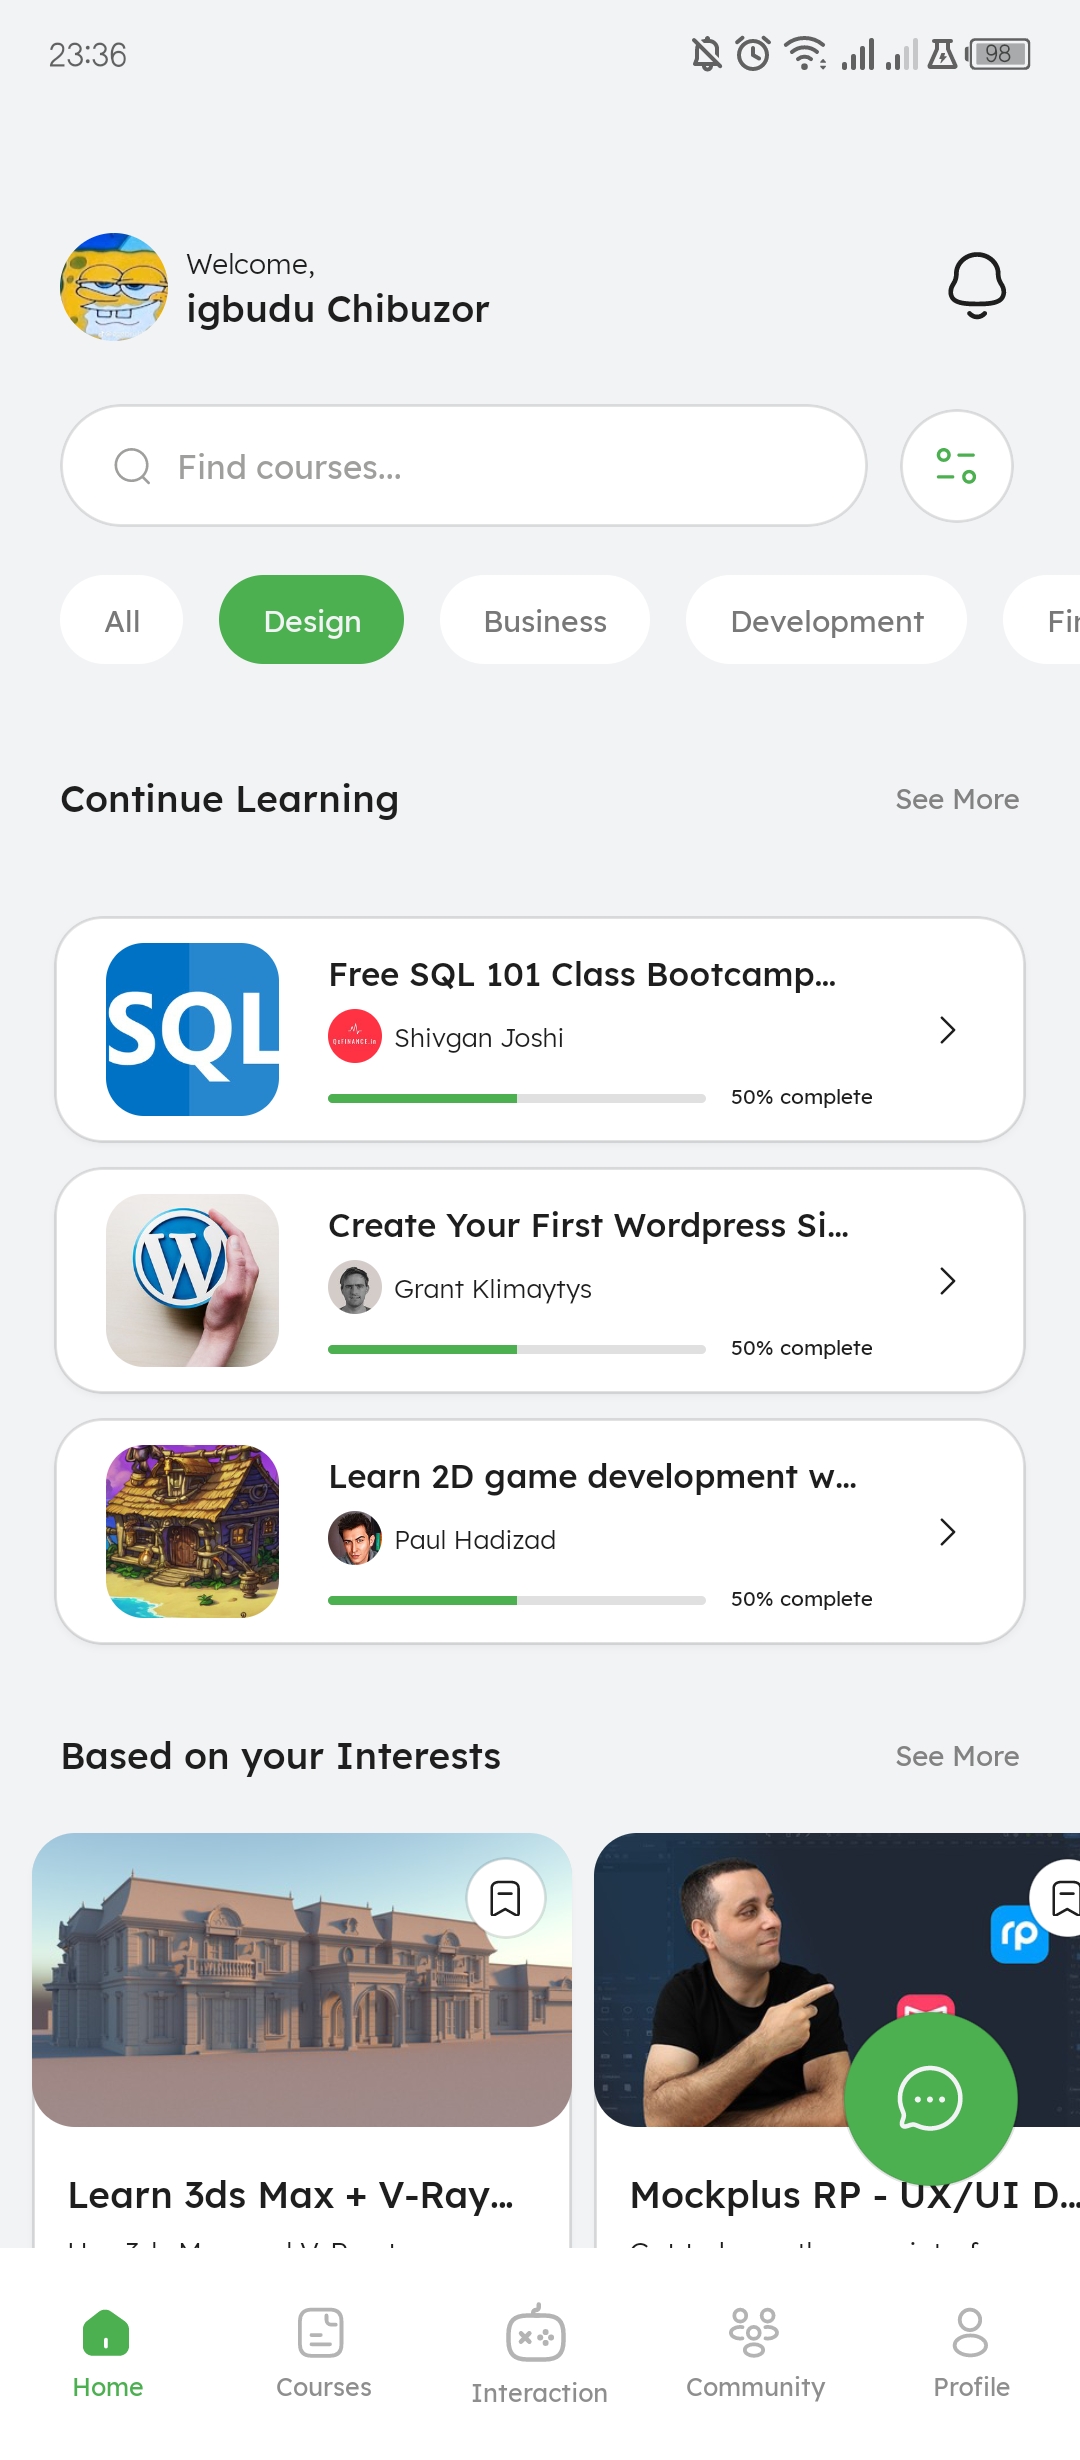 23:36
98
Welcome,
igbudu Chibuzor
Find courses...
All
Design
Business
Development
Fin
Continue Learning
See More
SQL
Free SQL 101 Class Bootcamp...
Shivgan Joshi
50% complete
Create Your First Wordpress Si...
Grant Klimaytys
50% complete
Learn 2D game development w...
Paul Hadizad
50% complete
Based on your Interests
See More
rp
Learn 3ds Max + V-Ray...
Mockplus RP - UX/UI D...
Home
Courses
Interaction
Community
Profile